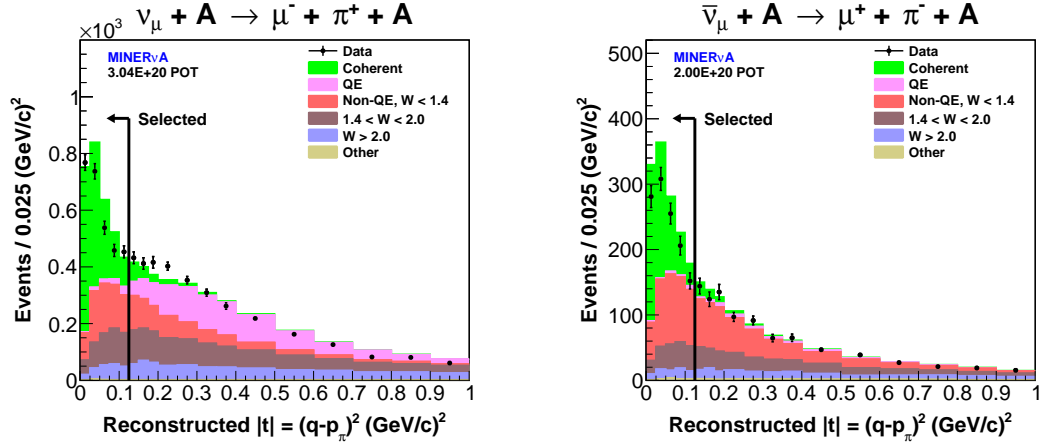 ν_μ + A → μ⁻ + π⁺ + A
×10³
MINERνA
3.04E+20 POT
Data
Coherent
QE
Non-QE, W < 1.4
1.4 < W < 2.0
W > 2.0
Other
Selected
Events / 0.025 (GeV/c)²
1
0.8
0.6
0.4
0.2
0
0 0.1 0.2 0.3 0.4 0.5 0.6 0.7 0.8 0.9 1
Reconstructed |t| = (q-p_π)² (GeV/c)²
ν̄_μ + A → μ⁺ + π⁻ + A
MINERνA
2.00E+20 POT
Data
Coherent
QE
Non-QE, W < 1.4
1.4 < W < 2.0
W > 2.0
Other
Selected
Events / 0.025 (GeV/c)²
500
400
300
200
100
0
0 0.1 0.2 0.3 0.4 0.5 0.6 0.7 0.8 0.9 1
Reconstructed |t| = (q-p_π)² (GeV/c)²